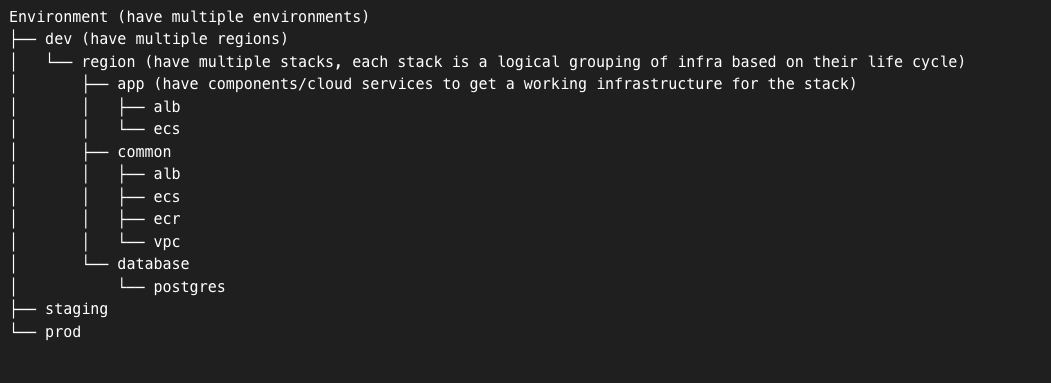 Environment (have multiple environments)
├── dev (have multiple regions)
│   └── region (have multiple stacks, each stack is a logical grouping of infra based on their life cycle)
│       ├── app (have components/cloud services to get a working infrastructure for the stack)
│       │   ├── alb
│       │   └── ecs
│       ├── common
│       │   ├── alb
│       │   ├── ecs
│       │   ├── ecr
│       │   └── vpc
│       └── database
│           └── postgres
├── staging
└── prod